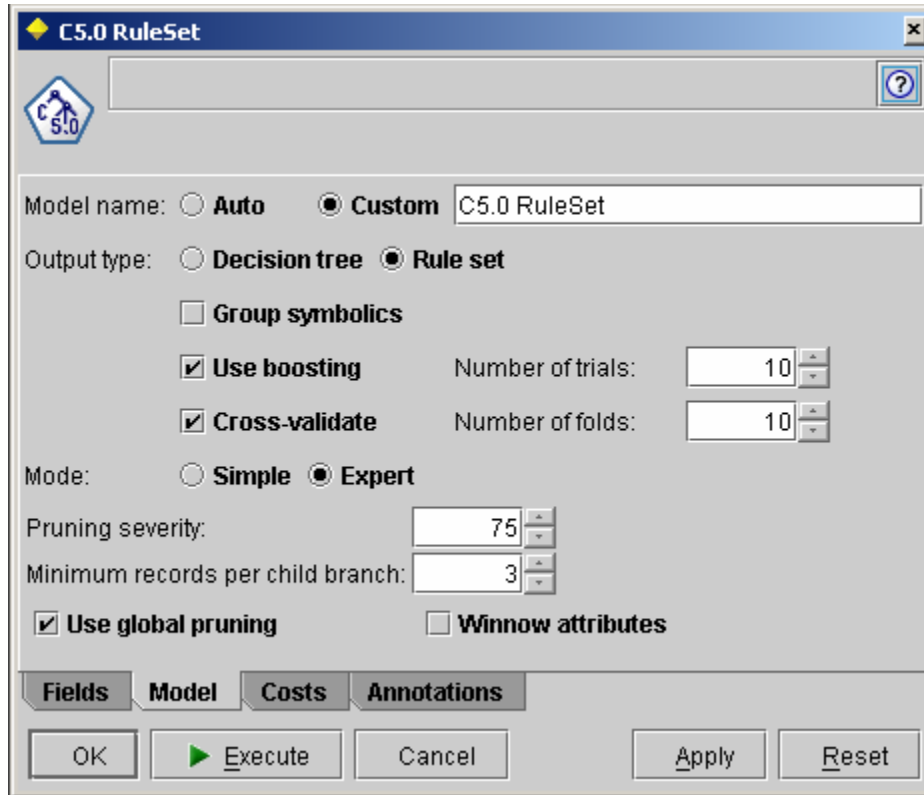 C5.0 RuleSet
C 5.0
Model name: Auto Custom C5.0 RuleSet
Output type: Decision tree Rule set
Group symbolics
Use boosting Number of trials: 10
Cross-validate Number of folds: 10
Mode: Simple Expert
Pruning severity: 75
Minimum records per child branch: 3
Use global pruning Winnow attributes
Fields Model Costs Annotations
OK Execute Cancel Apply Reset